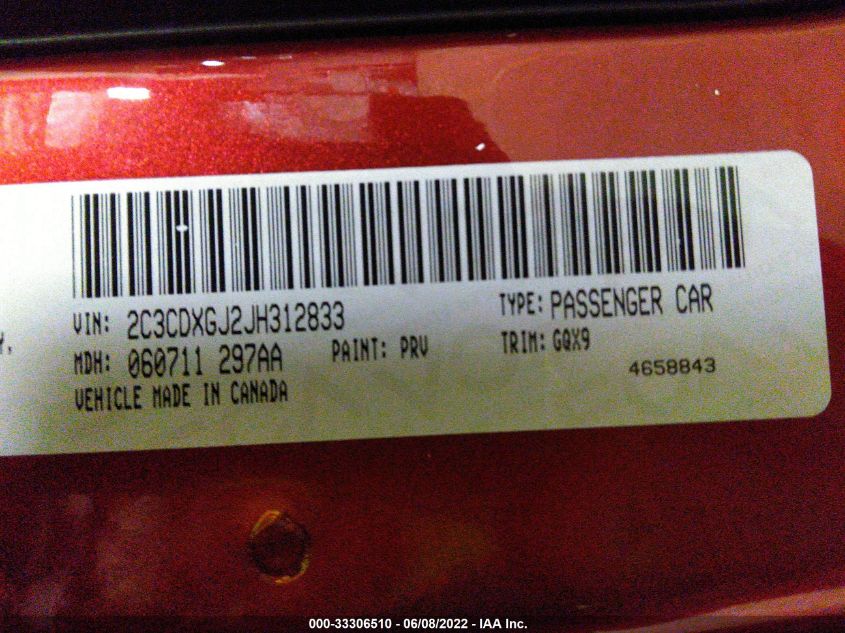 VIN: 2C3CDXGJ2JH312833
TYPE: PASSENGER CAR
Y,
MDH: 060711 297AA
PAINT: PRV
TRIM: GQX9
VEHICLE MADE IN CANADA
4658843
000-33306510 - 06/08/2022 - IAA Inc.